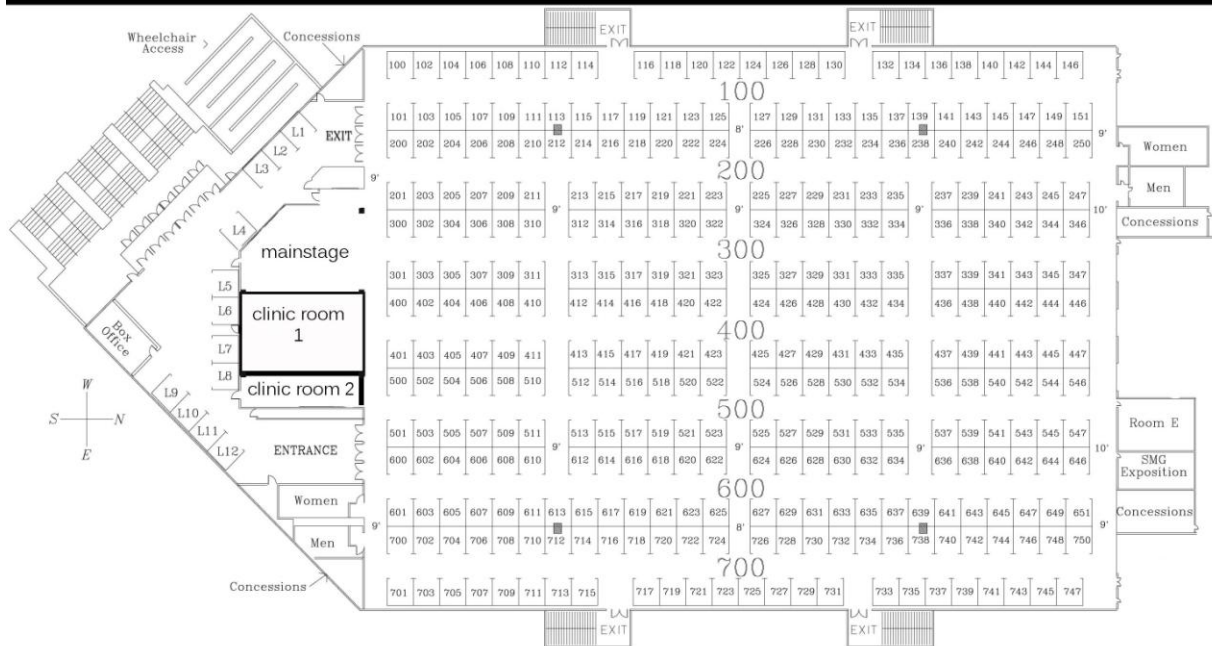 Wheelchair
Access
Concessions
EXIT
EXIT
100 102 104 106 108 110 112 114
116 118 120 122 124 126 128 130
132 134 136 138 140 142 144 146
100
101 103 105 107 109 111 113 115 117 119 121 123 125
127 129 131 133 135 137 139 141 143 145 147 149 151
8'
9'
200 202 204 206 208 210 212 214 216 218 220 222 224
226 228 230 232 234 236 238 240 242 244 246 248 250
L1
L2
L3
EXIT
Women
200
9'
Men
201 203 205 207 209 211
213 215 217 219 221 223
225 227 229 231 233 235
237 239 241 243 245 247
9'
9'
9'
10'
300 302 304 306 308 310
312 314 316 318 320 322
324 326 328 330 332 334
336 338 340 342 344 346
Concessions
L4
mainstage
300
301 303 305 307 309 311
313 315 317 319 321 323
325 327 329 331 333 335
337 339 341 343 345 347
400 402 404 406 408 410
412 414 416 418 420 422
424 426 428 430 432 434
436 438 440 442 444 446
L5
L6
clinic room
1
Box
Office
400
L7
L8
401 403 405 407 409 411
413 415 417 419 421 423
425 427 429 431 433 435
437 439 441 443 445 447
500 502 504 506 508 510
512 514 516 518 520 522
524 526 528 530 532 534
536 538 540 542 544 546
clinic room 2
W
S N
E
L9
L10
L11
L12
500
ENTRANCE
501 503 505 507 509 511
513 515 517 519 521 523
525 527 529 531 533 535
537 539 541 543 545 547
9'
9'
9'
10'
600 602 604 606 608 610
612 614 616 618 620 622
624 626 628 630 632 634
636 638 640 642 644 646
Room E
SMG
Exposition
Concessions
600
Women
Men
9'
601 603 605 607 609 611 613 615 617 619 621 623 625
627 629 631 633 635 637 639 641 643 645 647 649 651
8'
9'
700 702 704 706 708 710 712 714 716 718 720 722 724
726 728 730 732 734 736 738 740 742 744 746 748 750
700
Concessions
701 703 705 707 709 711 713 715
717 719 721 723 725 727 729 731
733 735 737 739 741 743 745 747
EXIT
EXIT